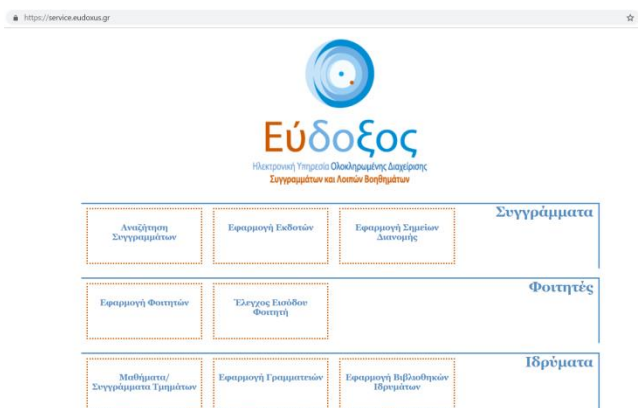 https://service.eudoxus.gr
Εύδοξος
Ηλεκτρονική Υπηρεσία Ολοκληρωμένης Διαχείρισης
Συγγραμμάτων και Λοιπών Βοηθημάτων
Συγγράμματα
Αναζήτηση
Συγγραμμάτων
Εφαρμογή Εκδοτών
Εφαρμογή Σημείων
Διανομής
Φοιτητές
Εφαρμογή Φοιτητών
Έλεγχος Εισόδου
Φοιτητή
Ιδρύματα
Μαθήματα/
Συγγράμματα Τμημάτων
Εφαρμογή Γραμματειών
Εφαρμογή Βιβλιοθηκών
Ιδρυμάτων